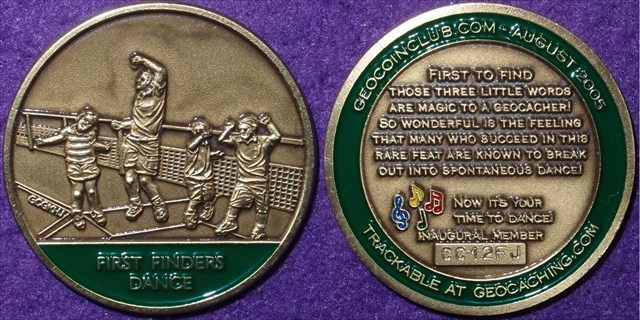 FIRST FINDERS
DANCE
GEOCOINCLUB.COM - AUGUST 2005
FIRST TO FIND
THOSE THREE LITTLE WORDS
ARE MAGIC TO A GEOCACHER!
SO WONDERFUL IS THE FEELING
THAT MANY WHO SUCCEED IN THIS
RARE FEAT ARE KNOWN TO BREAK
OUT INTO SPONTANEOUS DANCE!
NOW IT'S YOUR
TIME TO DANCE!
INAUGURAL MEMBER
TRACKABLE AT GEOCACHING.COM